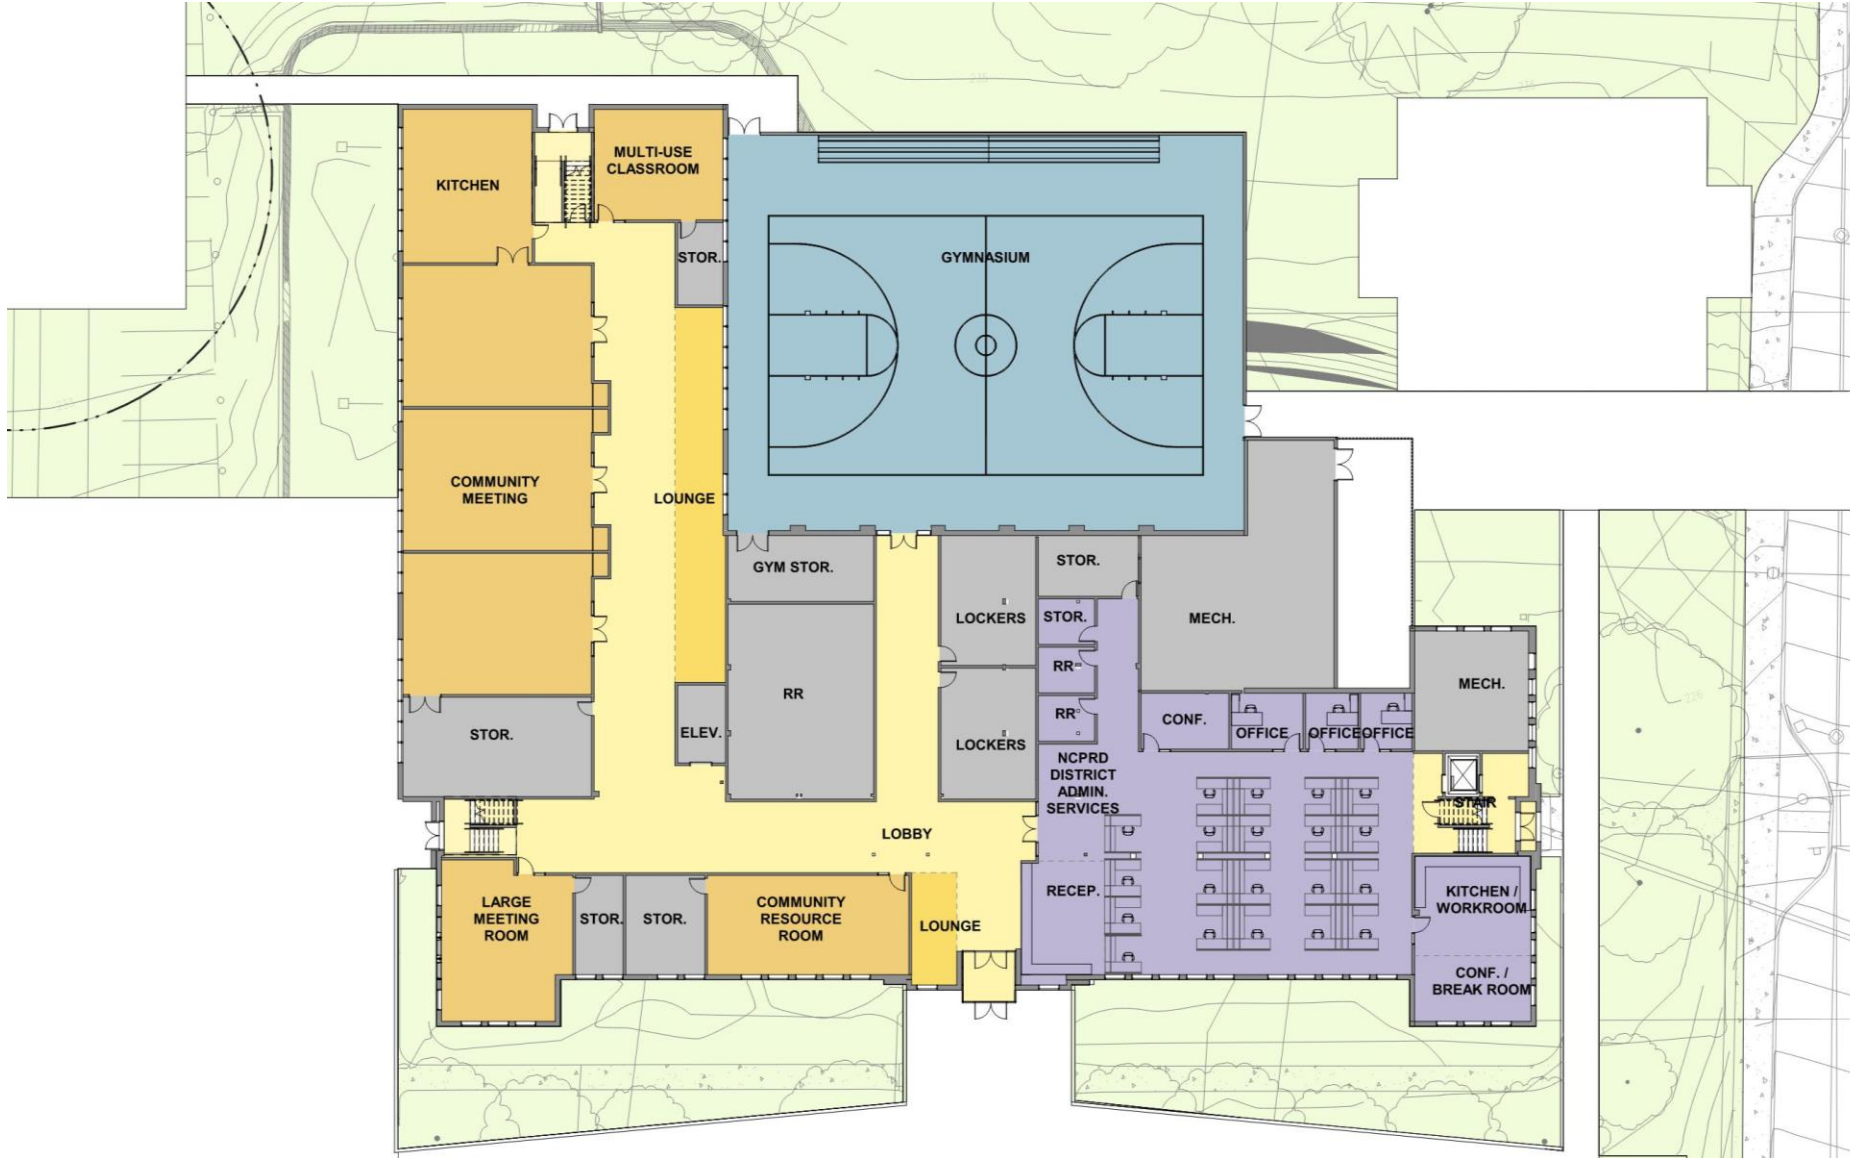 236
236
MULTI-USE
CLASSROOM
KITCHEN
STOR.
GYMNASIUM
COMMUNITY
MEETING
LOUNGE
GYM STOR.
STOR.
LOCKERS
STOR.
MECH.
RR
RR
MECH.
RR
CONF.
STOR.
ELEV.
LOCKERS
OFFICE
OFFICE
OFFICE
NCPRD
DISTRICT
ADMIN.
SERVICES
STAIR
LOBBY
RECEP.
KITCHEN /
WORKROOM
LARGE
MEETING
ROOM
STOR.
STOR.
COMMUNITY
RESOURCE
ROOM
LOUNGE
CONF. /
BREAK ROOM